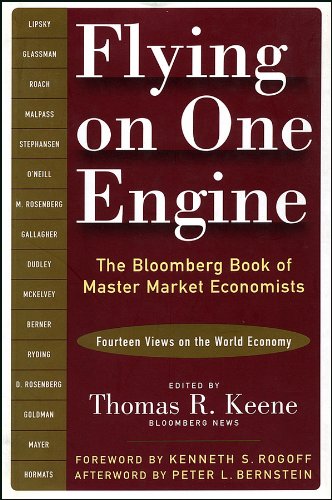 LIPSKY
GLASSMAN
ROACH
MALPASS
STEPHANSEN
O'NEILL
M. ROSENBERG
GALLAGHER
DUDLEY
MCKELVEY
BERNER
RYDING
D. ROSENBERG
GOLDMAN
MAYER
HORMATS
Flying
on One
Engine
The Bloomberg Book of
Master Market Economists
Fourteen Views on the World Economy
EDITED BY
Thomas R. Keene
BLOOMBERG NEWS
FOREWORD BY KENNETH S. ROGOFF
AFTERWORD BY PETER L. BERNSTEIN